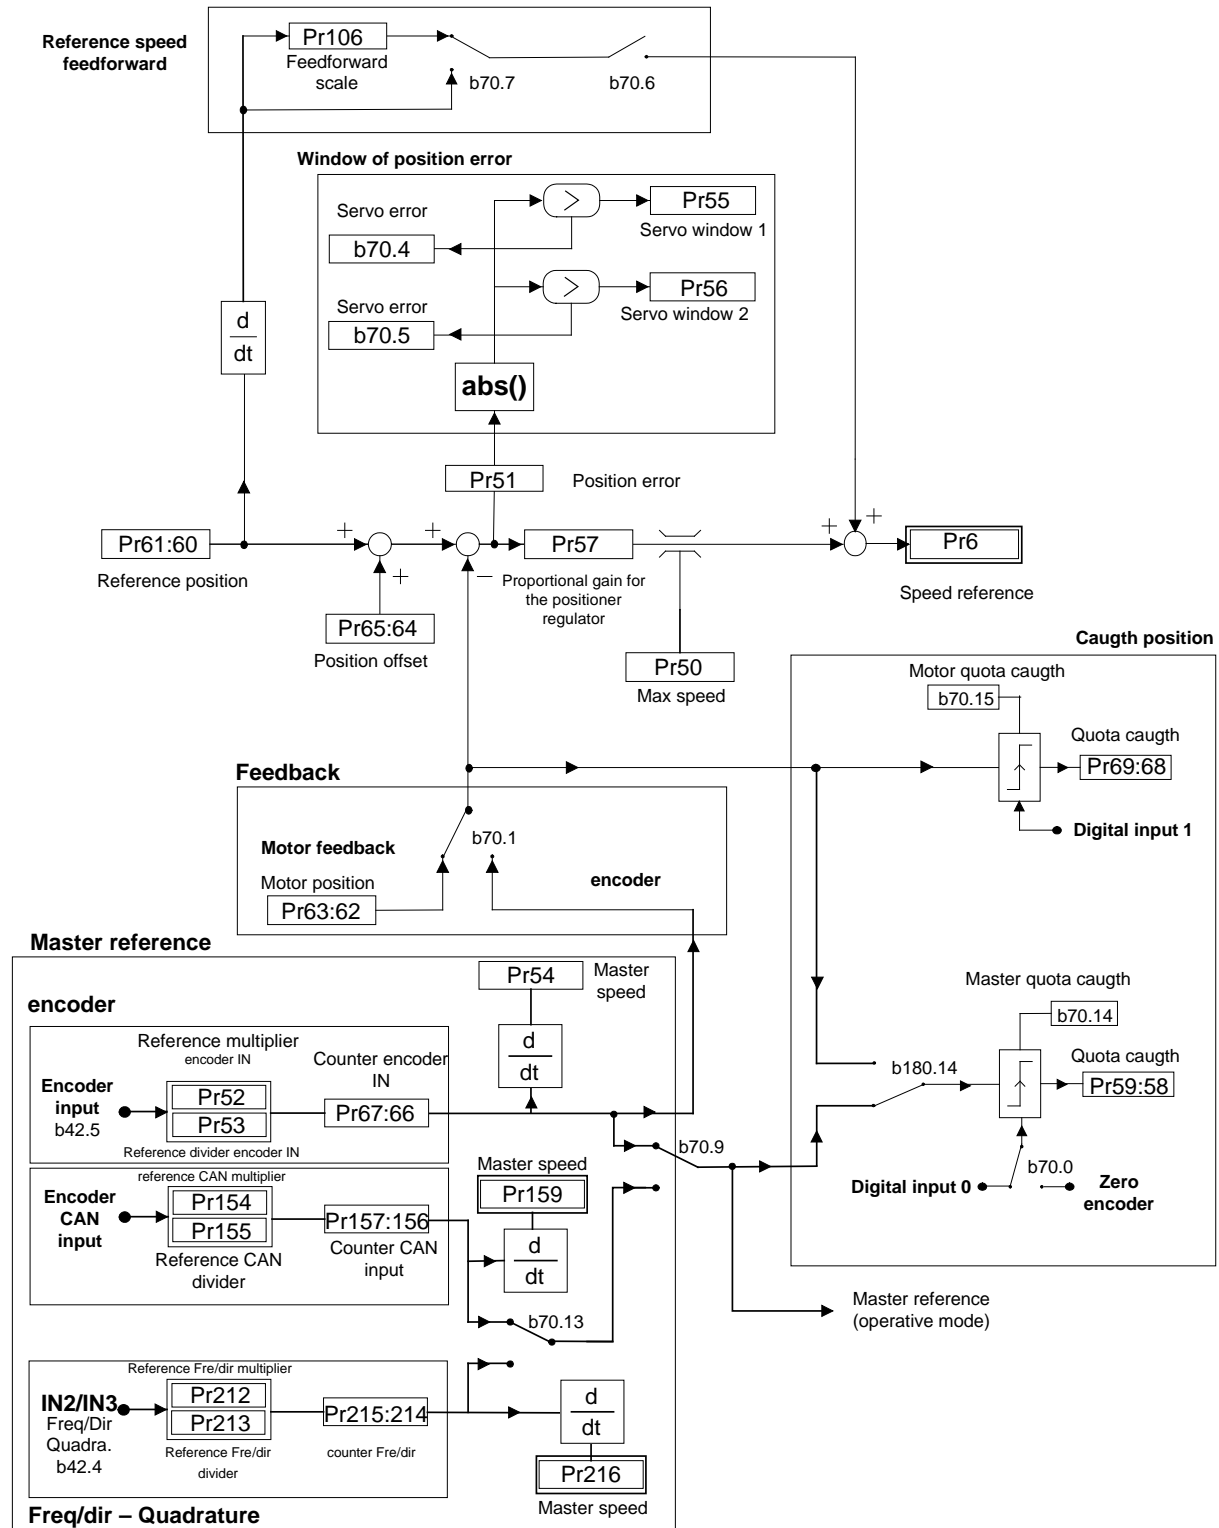 Reference speed
feedforward
Pr106
Feedforward
scale
b70.7
b70.6
Window of position error
Servo error
b70.4
>
Pr55
Servo window 1
Servo error
b70.5
>
Pr56
Servo window 2
d
dt
abs()
Pr51
Position error
Pr61:60
Reference position
+
+
+
−
Pr57
Proportional gain for
the positioner
regulator
+
+
Pr6
Speed reference
Pr65:64
Position offset
Pr50
Max speed
Caugth position
Motor quota caugth
b70.15
Quota caugth
Pr69:68
Digital input 1
Feedback
Motor feedback
b70.1
Motor position
Pr63:62
encoder
Master quota caugth
b70.14
b180.14
Quota caugth
Pr59:58
b70.0
Digital input 0
Zero
encoder
Master reference
encoder
Pr54
Master
speed
d
dt
Reference multiplier
encoder IN
Counter encoder
IN
Encoder
input
b42.5
Pr52
Pr53
Pr67:66
Reference divider encoder IN
b70.9
reference CAN multiplier
Master speed
Pr159
Encoder
CAN
input
Pr154
Pr155
Pr157:156
Reference CAN
divider
Counter CAN
input
d
dt
b70.13
Master reference
(operative mode)
Reference Fre/dir multiplier
IN2/IN3
Freq/Dir
Quadra.
b42.4
Pr212
Pr213
Pr215:214
Reference Fre/dir
divider
counter Fre/dir
d
dt
Pr216
Master speed
Freq/dir – Quadrature